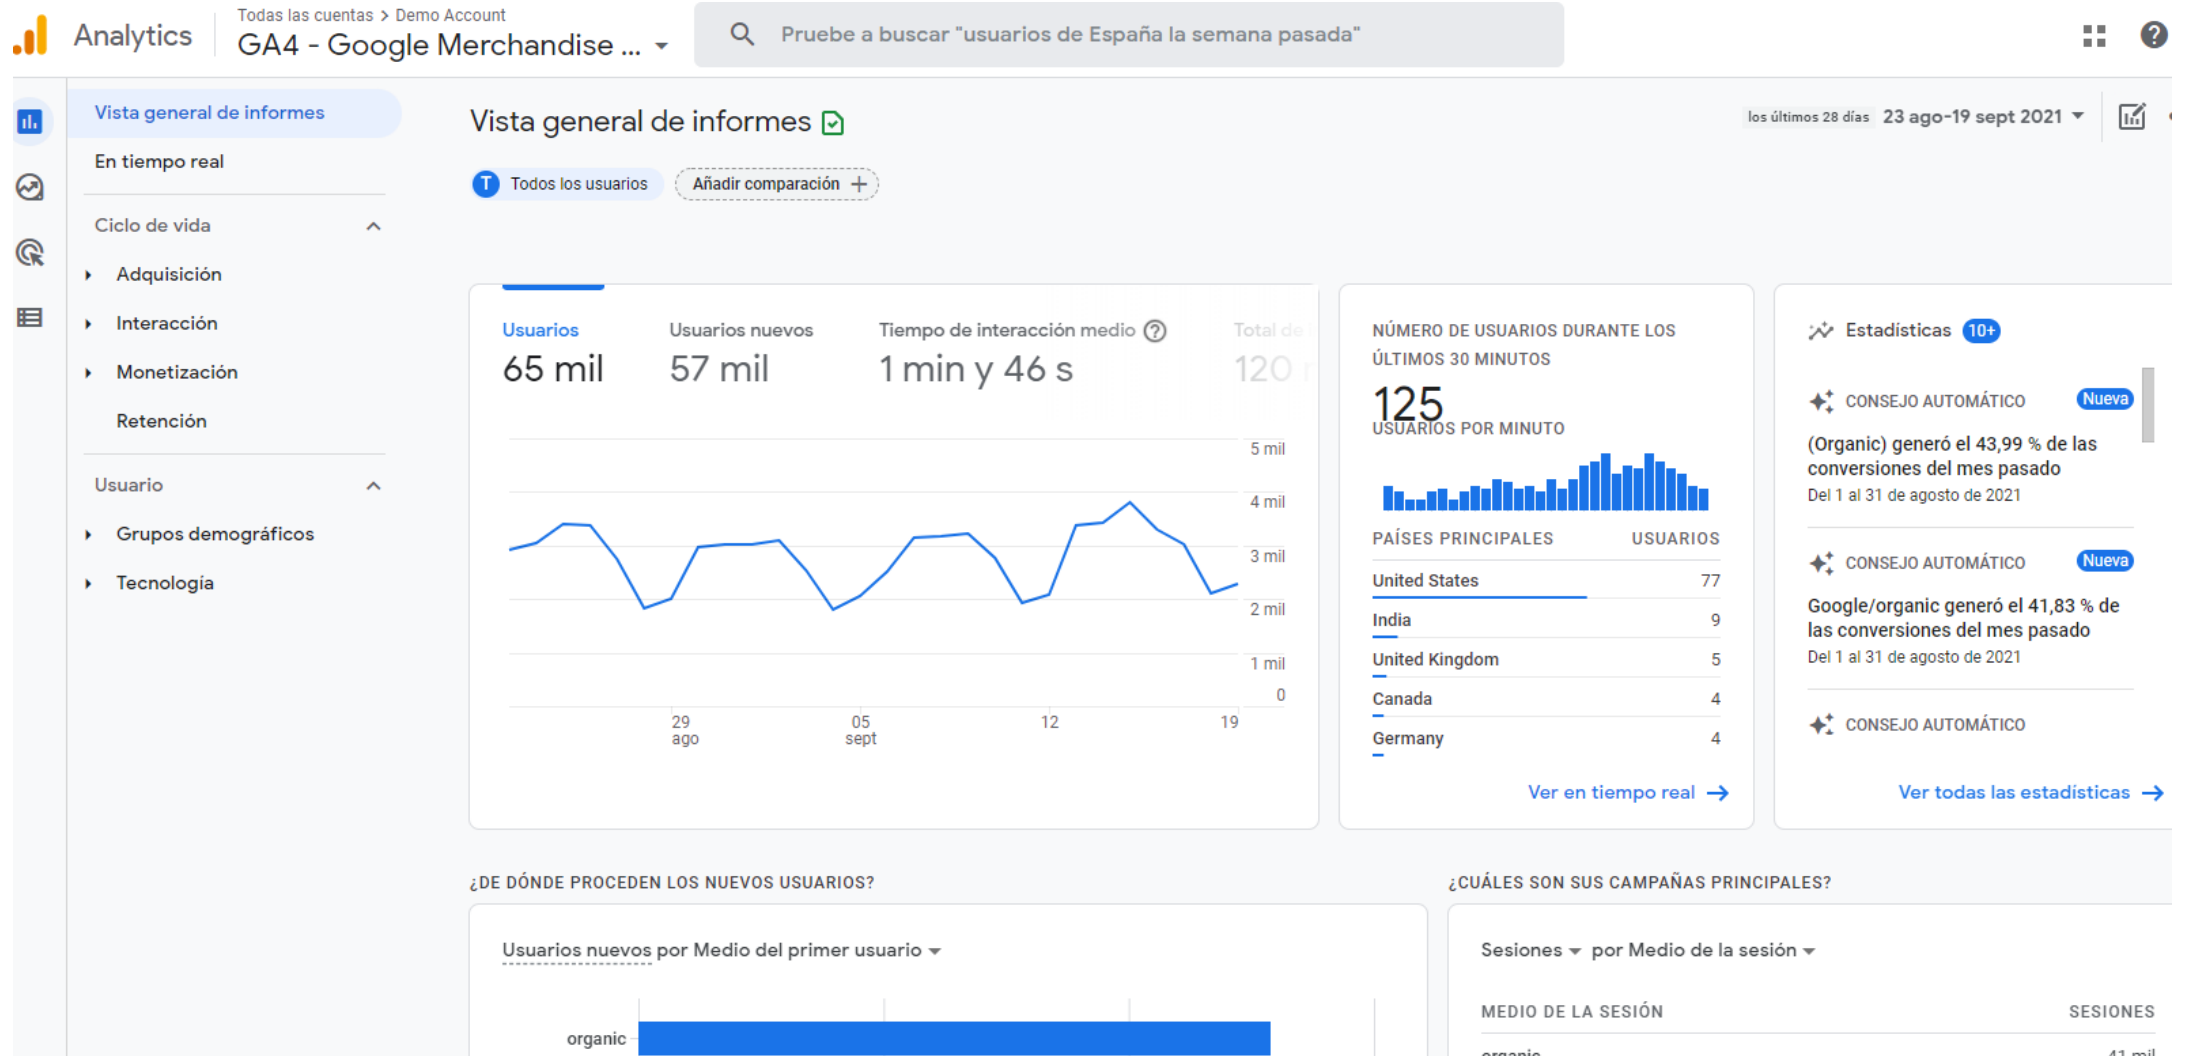 Analytics
Todas las cuentas > Demo Account
GA4 - Google Merchandise ...
Pruebe a buscar "usuarios de España la semana pasada"
Vista general de informes
En tiempo real
Ciclo de vida
Adquisición
Interacción
Monetización
Retención
Usuario
Grupos demográficos
Tecnología
Vista general de informes
los últimos 28 días 23 ago-19 sept 2021
T Todos los usuarios
Añadir comparación +
Usuarios
65 mil
Usuarios nuevos
57 mil
Tiempo de interacción medio
1 min y 46 s
Total de
120
5 mil
4 mil
3 mil
2 mil
1 mil
0
29
ago
05
sept
12
19
NÚMERO DE USUARIOS DURANTE LOS
ÚLTIMOS 30 MINUTOS
125
USUARIOS POR MINUTO
PAÍSES PRINCIPALES USUARIOS
United States 77
India 9
United Kingdom 5
Canada 4
Germany 4
Ver en tiempo real
Estadísticas 10+
CONSEJO AUTOMÁTICO Nueva
(Organic) generó el 43,99 % de las
conversiones del mes pasado
Del 1 al 31 de agosto de 2021
CONSEJO AUTOMÁTICO Nueva
Google/organic generó el 41,83 % de
las conversiones del mes pasado
Del 1 al 31 de agosto de 2021
CONSEJO AUTOMÁTICO
Ver todas las estadísticas
¿DE DÓNDE PROCEDEN LOS NUEVOS USUARIOS?
Usuarios nuevos por Medio del primer usuario
organic
¿CUÁLES SON SUS CAMPAÑAS PRINCIPALES?
Sesiones por Medio de la sesión
MEDIO DE LA SESIÓN SESIONES
organic 41 mil